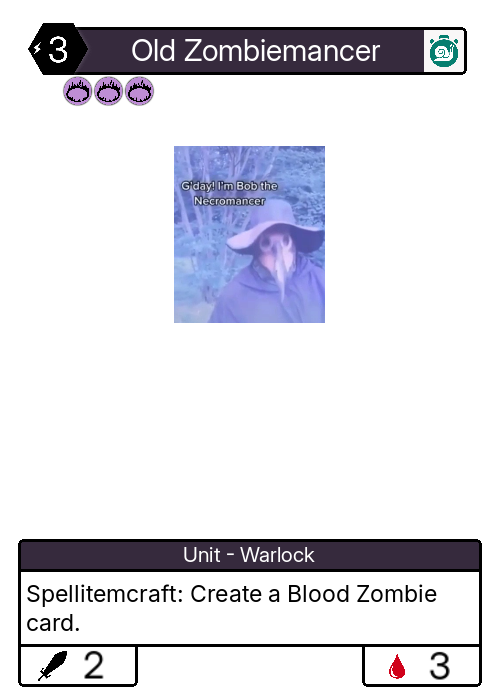 3
Old Zombiemancer
G'day! I'm Bob the
Necromancer
Unit - Warlock
Spellitemcraft: Create a Blood Zombie
card.
2
3